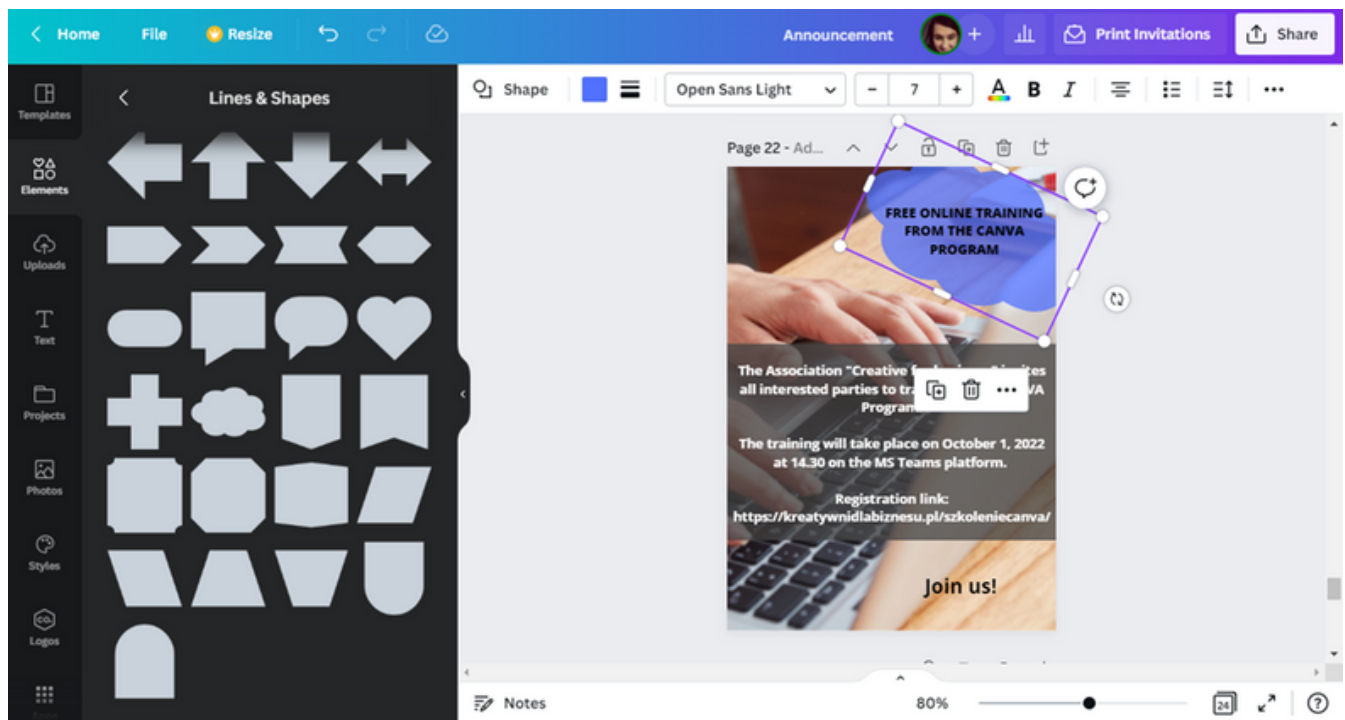 Home File Resize Announcement Print Invitations Share
Templates
Elements
Uploads
Text
Projects
Photos
Styles
CO.
Logos
Lines & Shapes
Shape Open Sans Light - 7 + A B I
Page 22 - Ad...
FREE ONLINE TRAINING
FROM THE CANVA
PROGRAM
The Association "Creative
all interested parties to
The training will take place on October 1, 2022
at 14.30 on the MS Teams platform.
Registration link:
https://kreatywnidlabiznesu.pl/szkoleniecanva/
Join us!
Notes 80% 24